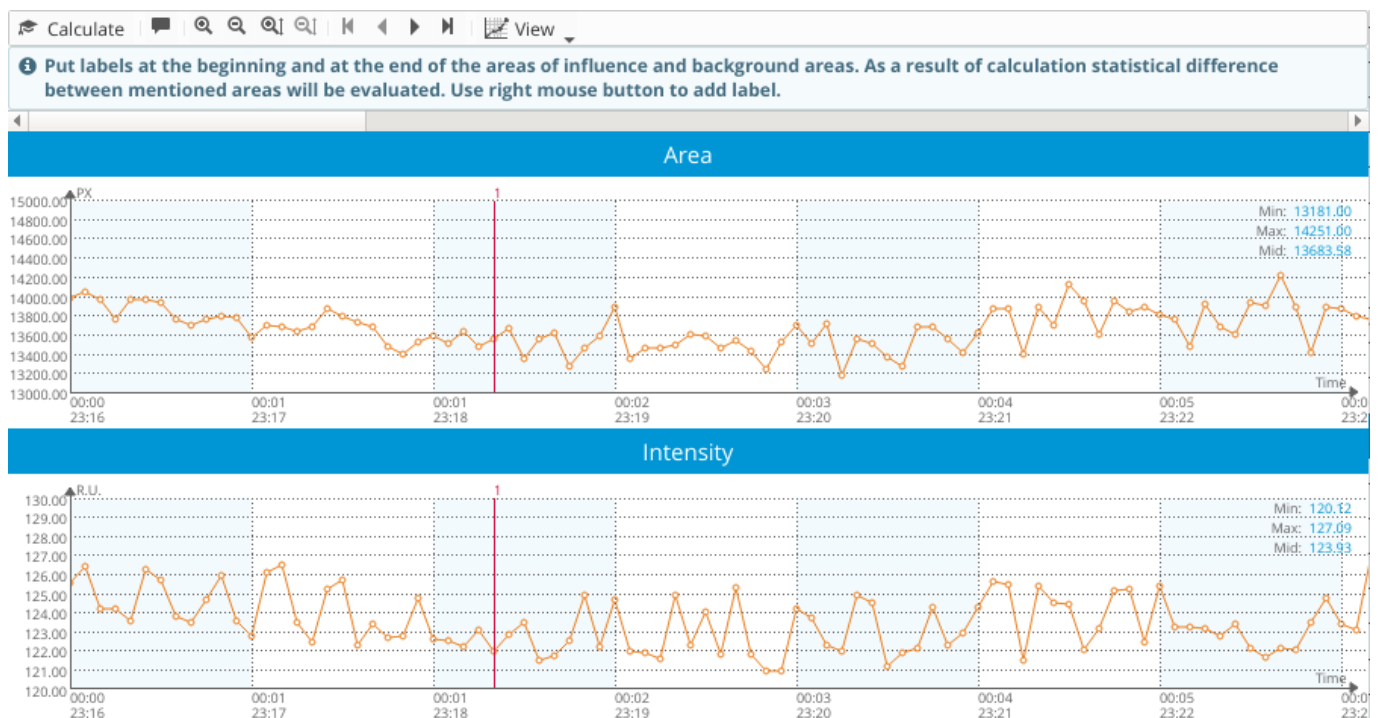 Calculate View
Put labels at the beginning and at the end of the areas of influence and background areas. As a result of calculation statistical difference
between mentioned areas will be evaluated. Use right mouse button to add label.
Area
PX
1
15000.00
14800.00
14600.00
14400.00
14200.00
14000.00
13800.00
13600.00
13400.00
13200.00
13000.00
Min: 13181.00
Max: 14251.00
Mid: 13683.58
Time
00:00 00:01 00:01 00:02 00:03 00:04 00:05 00:0
23:16 23:17 23:18 23:19 23:20 23:21 23:22 23:2
Intensity
R.U.
1
130.00
129.00
128.00
127.00
126.00
125.00
124.00
123.00
122.00
121.00
120.00
Min: 120.12
Max: 127.09
Mid: 123.93
Time
00:00 00:01 00:01 00:02 00:03 00:04 00:05 00:0
23:16 23:17 23:18 23:19 23:20 23:21 23:22 23:2